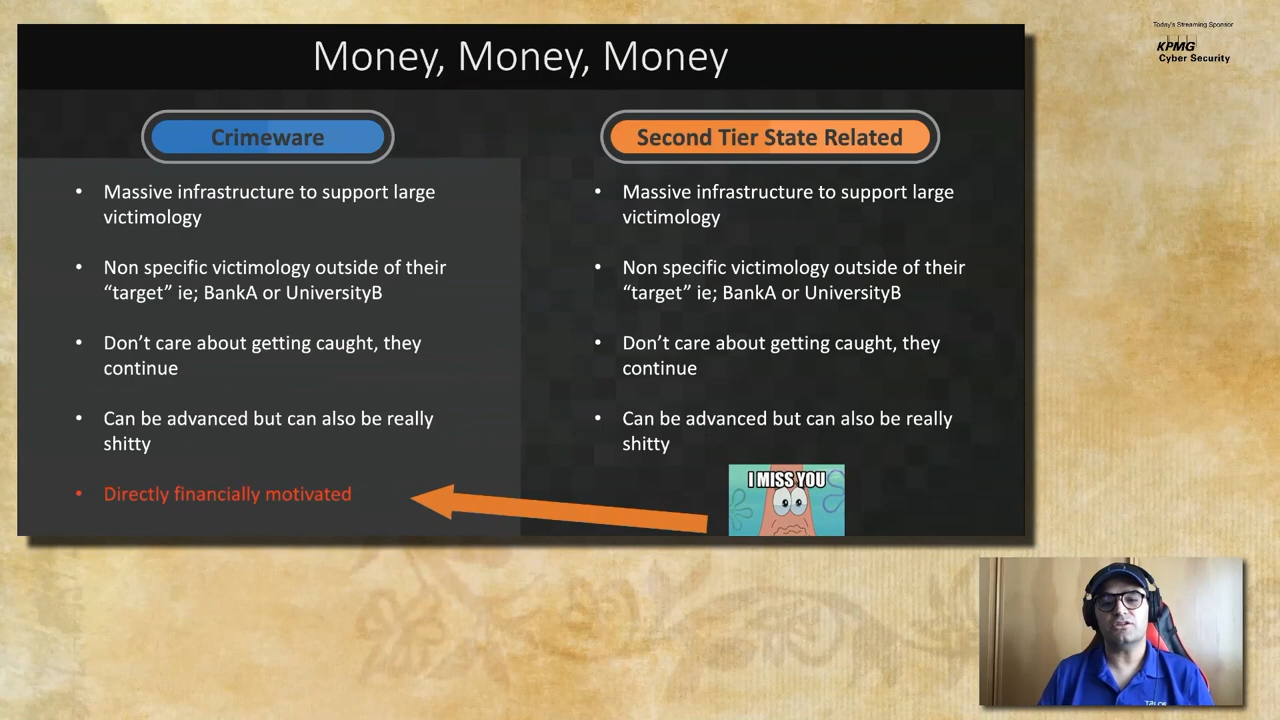 Money, Money, Money
Today's Streaming Sponsor
KPMG
Cyber Security
Crimeware
• Massive infrastructure to support large
victimology
• Non specific victimology outside of their
“target” ie; BankA or UniversityB
• Don’t care about getting caught, they
continue
• Can be advanced but can also be really
shitty
• Directly financially motivated
Second Tier State Related
• Massive infrastructure to support large
victimology
• Non specific victimology outside of their
“target” ie; BankA or UniversityB
• Don’t care about getting caught, they
continue
• Can be advanced but can also be really
shitty
I MISS YOU